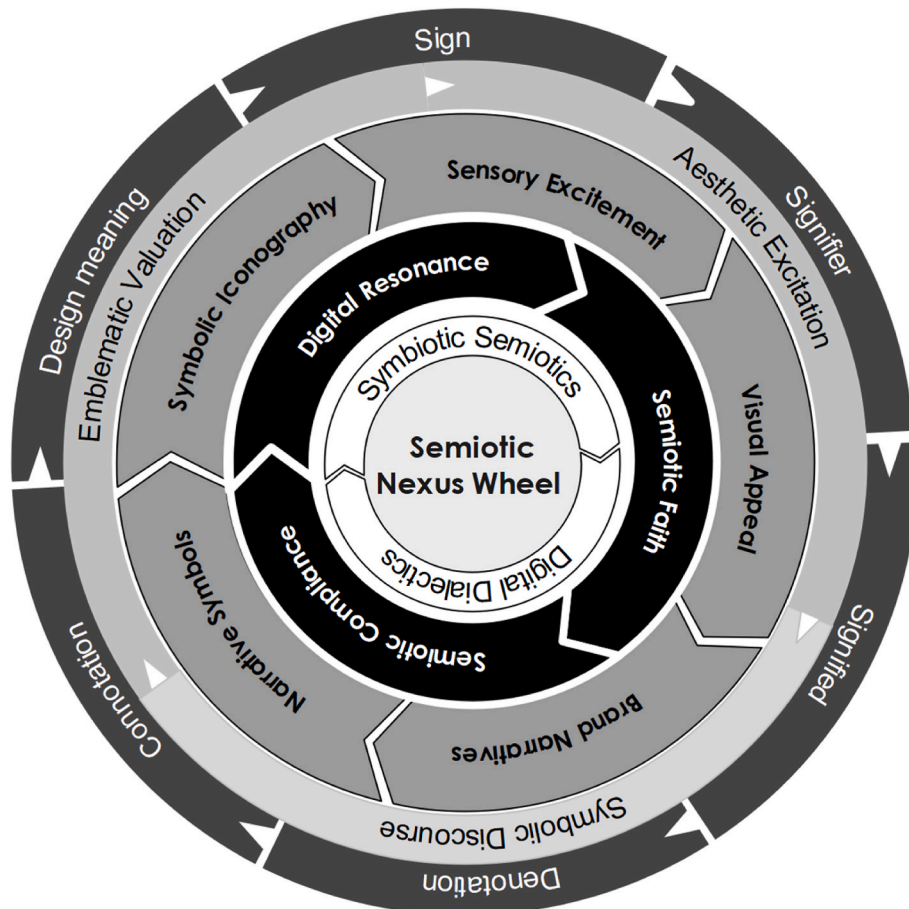 Sign
Signifier
Signified
Denotation
Connotation
Design meaning
Aesthetic Excitation
Symbolic Discourse
Emblematic Valuation
Sensory Excitement
Visual Appeal
Brand Narratives
Narrative Symbols
Symbolic Iconography
Digital Resonance
Semiotic Faith
Semiotic Compliance
Symbiotic Semiotics
Digital Dialectics
Semiotic
Nexus Wheel